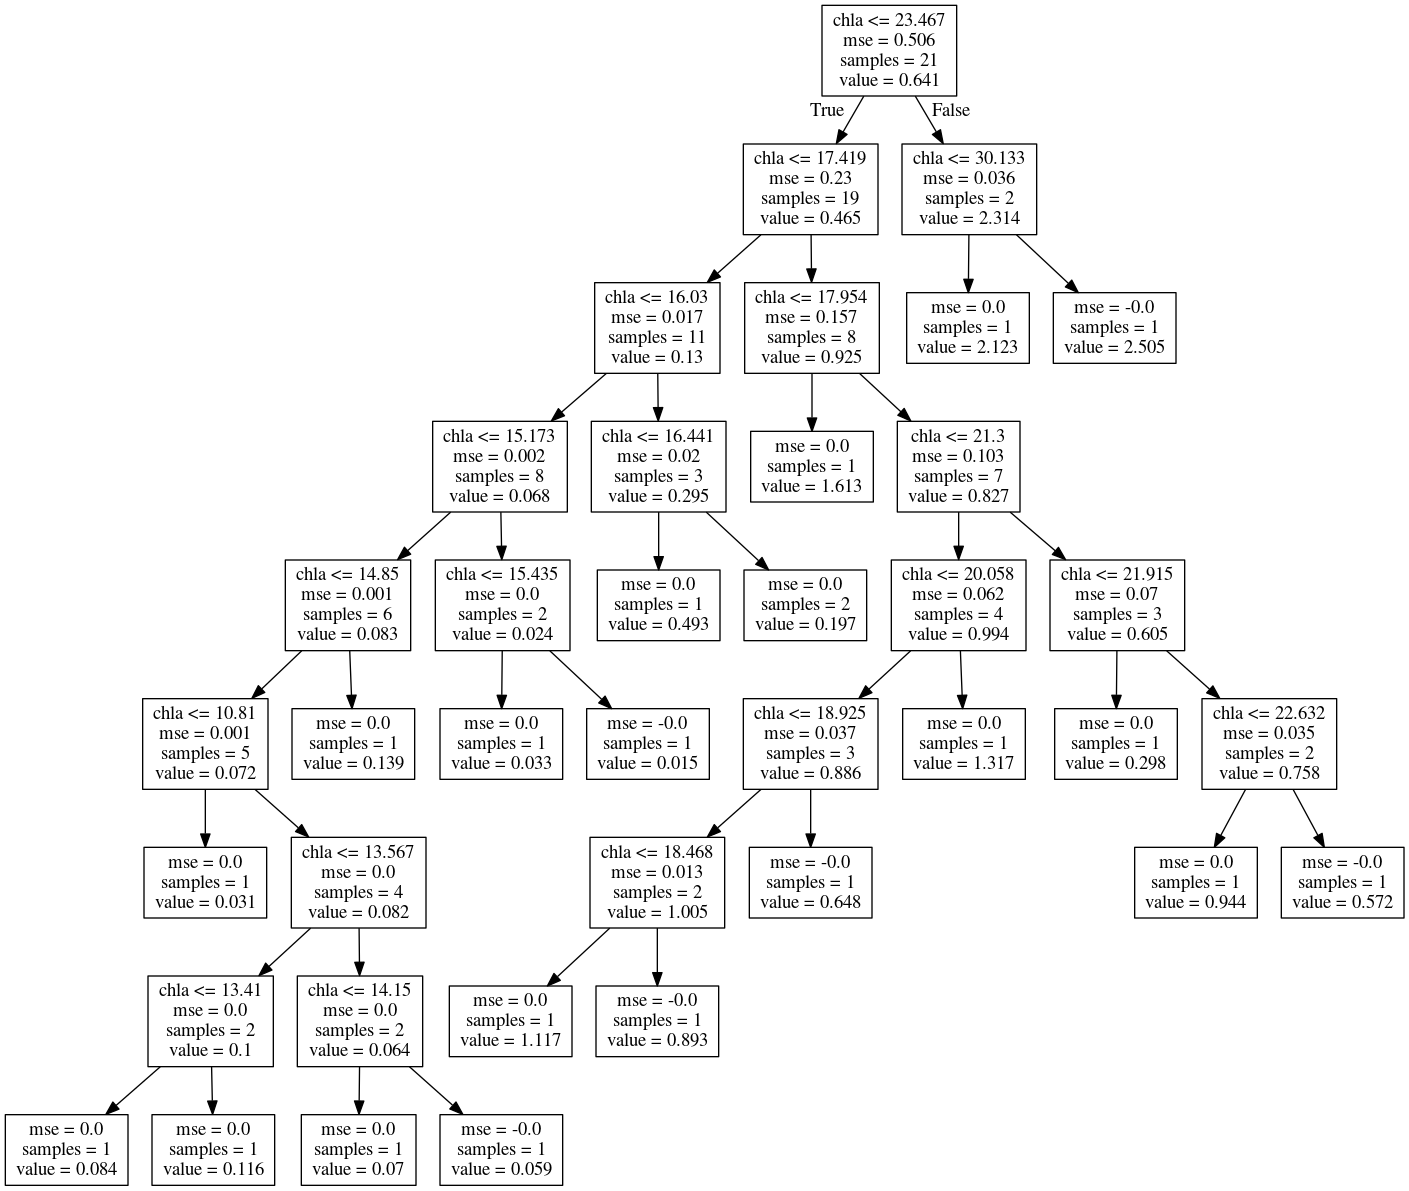 chla <= 23.467
mse = 0.506
samples = 21
value = 0.641
True
False
chla <= 17.419
mse = 0.23
samples = 19
value = 0.465
chla <= 30.133
mse = 0.036
samples = 2
value = 2.314
chla <= 16.03
mse = 0.017
samples = 11
value = 0.13
chla <= 17.954
mse = 0.157
samples = 8
value = 0.925
mse = 0.0
samples = 1
value = 2.123
mse = -0.0
samples = 1
value = 2.505
chla <= 15.173
mse = 0.002
samples = 8
value = 0.068
chla <= 16.441
mse = 0.02
samples = 3
value = 0.295
mse = 0.0
samples = 1
value = 1.613
chla <= 21.3
mse = 0.103
samples = 7
value = 0.827
chla <= 14.85
mse = 0.001
samples = 6
value = 0.083
chla <= 15.435
mse = 0.0
samples = 2
value = 0.024
mse = 0.0
samples = 1
value = 0.493
mse = 0.0
samples = 2
value = 0.197
chla <= 20.058
mse = 0.062
samples = 4
value = 0.994
chla <= 21.915
mse = 0.07
samples = 3
value = 0.605
chla <= 10.81
mse = 0.001
samples = 5
value = 0.072
mse = 0.0
samples = 1
value = 0.139
mse = 0.0
samples = 1
value = 0.033
mse = -0.0
samples = 1
value = 0.015
chla <= 18.925
mse = 0.037
samples = 3
value = 0.886
mse = 0.0
samples = 1
value = 1.317
mse = 0.0
samples = 1
value = 0.298
chla <= 22.632
mse = 0.035
samples = 2
value = 0.758
mse = 0.0
samples = 1
value = 0.031
chla <= 13.567
mse = 0.0
samples = 4
value = 0.082
chla <= 18.468
mse = 0.013
samples = 2
value = 1.005
mse = -0.0
samples = 1
value = 0.648
mse = 0.0
samples = 1
value = 0.944
mse = -0.0
samples = 1
value = 0.572
chla <= 13.41
mse = 0.0
samples = 2
value = 0.1
chla <= 14.15
mse = 0.0
samples = 2
value = 0.064
mse = 0.0
samples = 1
value = 1.117
mse = -0.0
samples = 1
value = 0.893
mse = 0.0
samples = 1
value = 0.084
mse = 0.0
samples = 1
value = 0.116
mse = 0.0
samples = 1
value = 0.07
mse = -0.0
samples = 1
value = 0.059